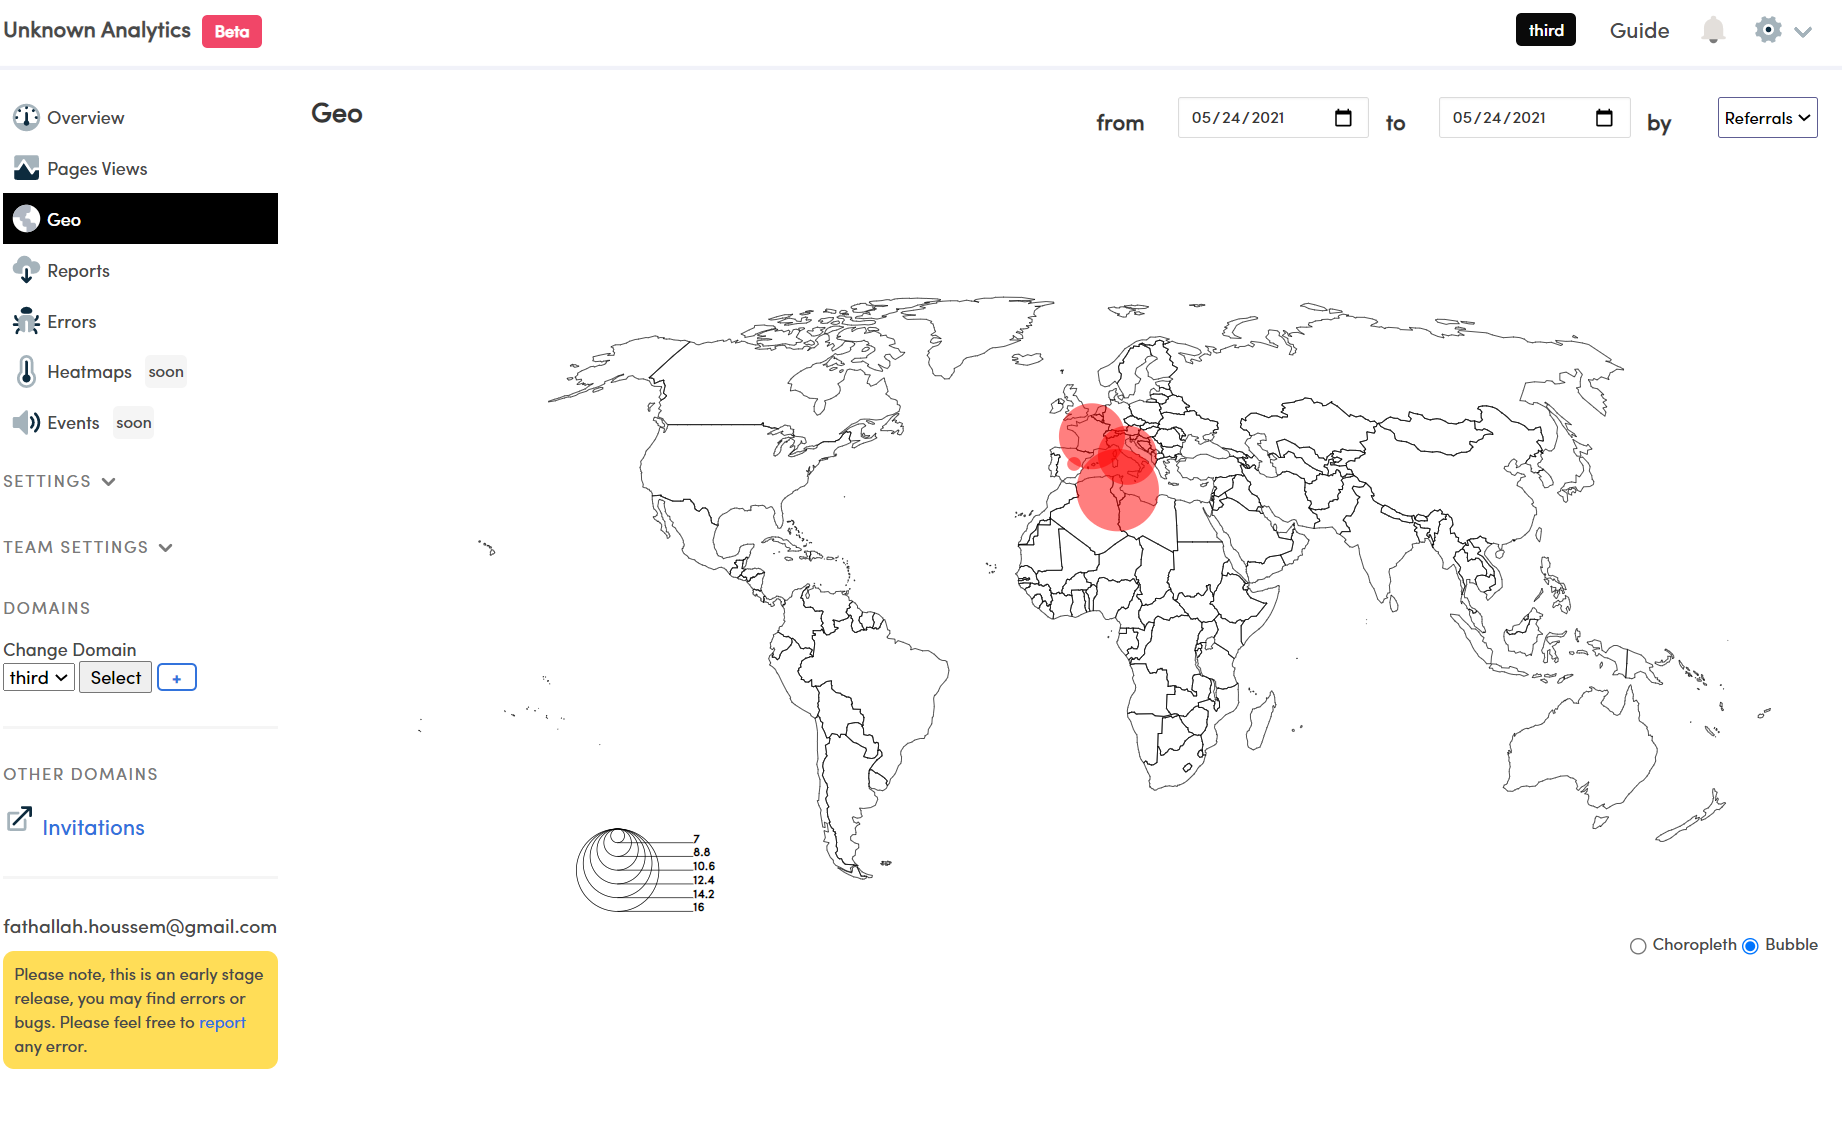 Unknown Analytics Beta
third Guide
Overview
Pages Views
Geo
Reports
Errors
Heatmaps soon
Events soon
SETTINGS
TEAM SETTINGS
DOMAINS
Change Domain
third Select +
OTHER DOMAINS
Invitations
fathallah.houssem@gmail.com
Please note, this is an early stage
release, you may find errors or
bugs. Please feel free to report
any error.
Geo
from 05/24/2021 to 05/24/2021 by Referrals
7
8.8
10.6
12.4
14.2
16
Choropleth Bubble